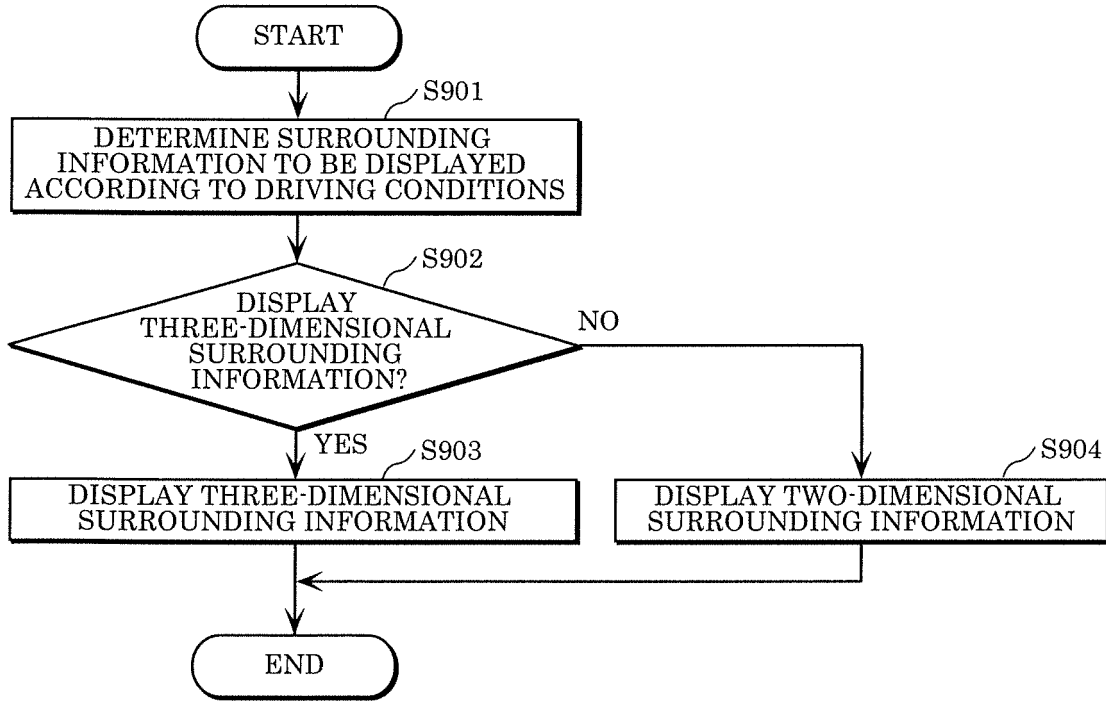 START
S901
DETERMINE SURROUNDING
INFORMATION TO BE DISPLAYED
ACCORDING TO DRIVING CONDITIONS
S902
DISPLAY
THREE-DIMENSIONAL
SURROUNDING
INFORMATION?
NO
YES
S903
DISPLAY THREE-DIMENSIONAL
SURROUNDING INFORMATION
S904
DISPLAY TWO-DIMENSIONAL
SURROUNDING INFORMATION
END